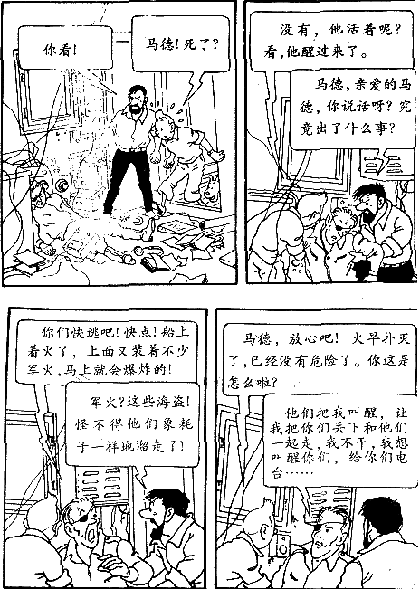 你看!
马德! 死了?
没有, 他活着呢?
看, 他醒过来了。
马德, 亲爱的马
德, 你说话呀? 究
竟出了什么事?
你们快逃吧! 快点! 船上
着火了, 上面又装着不少
军火, 马上就会爆炸的!
军火? 这些海盗!
怪不得他们象耗
子一样地溜走了!
马德, 放心吧! 火早扑灭
了, 已经没有危险了。你这是
怎么啦?
他们把我叫醒, 让
我把你们丢下和他们
一起走, 我不干, 我想
叫醒你们, 给你们电
台……